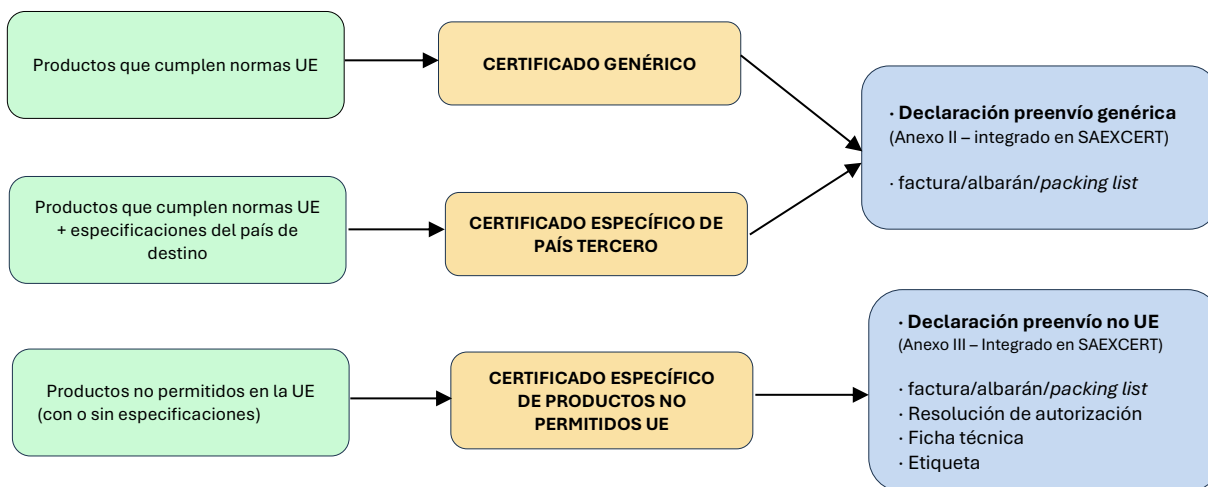 Productos que cumplen normas UE
CERTIFICADO GENÉRICO
· Declaración preenvío genérica
(Anexo II – integrado en SAEXCERT)
· factura/albarán/packing list
Productos que cumplen normas UE
+ especificaciones del país de
destino
CERTIFICADO ESPECÍFICO DE
PAÍS TERCERO
Productos no permitidos en la UE
(con o sin especificaciones)
CERTIFICADO ESPECÍFICO
DE PRODUCTOS NO
PERMITIDOS UE
· Declaración preenvío no UE
(Anexo III – Integrado en SAEXCERT)
· factura/albarán/packing list
· Resolución de autorización
· Ficha técnica
· Etiqueta